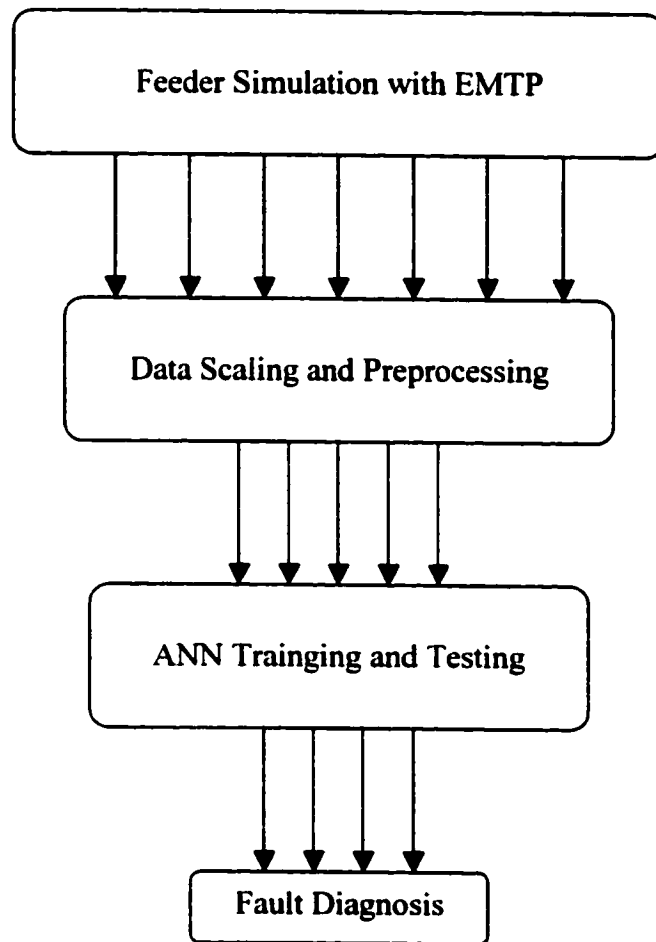 Feeder Simulation with EMTP
Data Scaling and Preprocessing
ANN Trainging and Testing
Fault Diagnosis